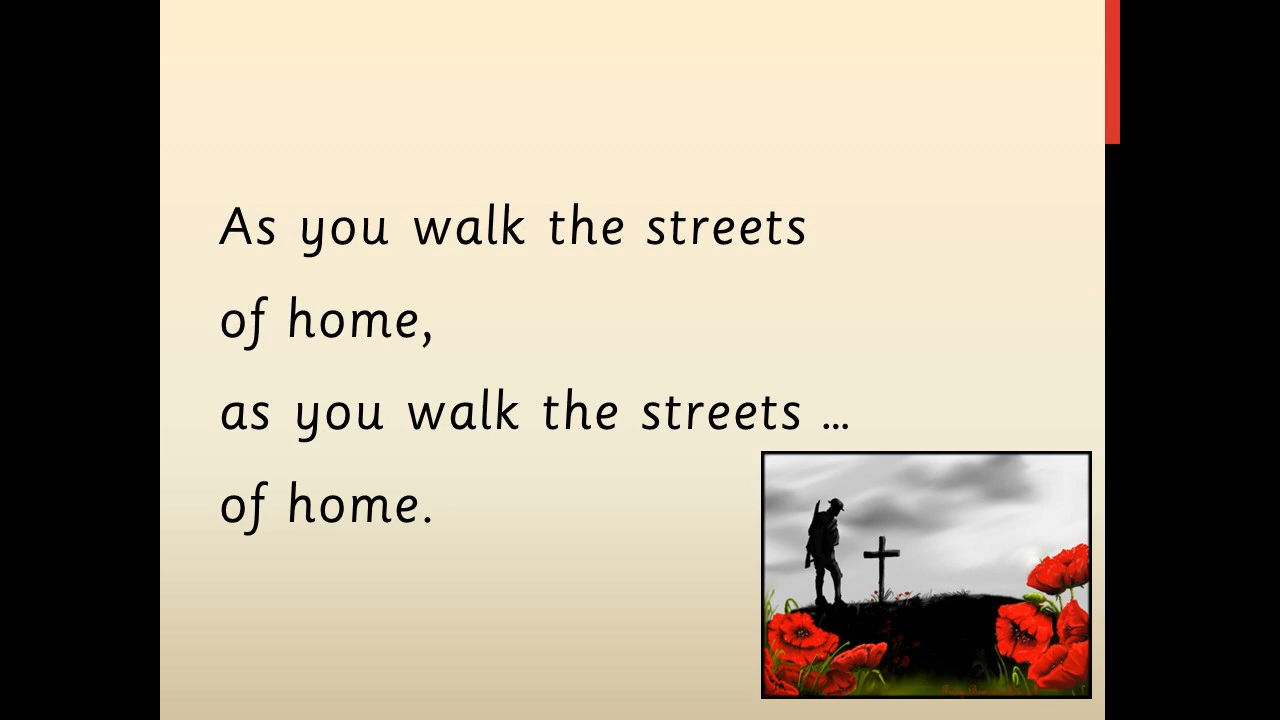 As you walk the streets
of home,
as you walk the streets …
of home.